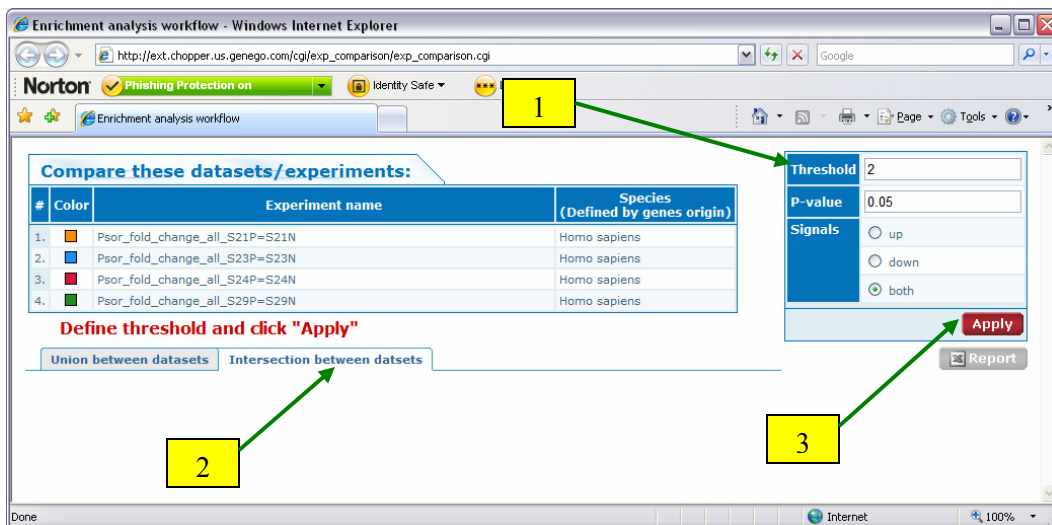 Enrichment analysis workflow - Windows Internet Explorer
http://ext.chopper.us.genego.com/cgi/exp_comparison/exp_comparison.cgi
Google
Norton
Phishing Protection on
Identity Safe
1
Enrichment analysis workflow
Page
Tools
Compare these datasets/experiments:
# Color Experiment name Species (Defined by genes origin)
1. Psor_fold_change_all_S21P=S21N Homo sapiens
2. Psor_fold_change_all_S23P=S23N Homo sapiens
3. Psor_fold_change_all_S24P=S24N Homo sapiens
4. Psor_fold_change_all_S29P=S29N Homo sapiens
Threshold 2
P-value 0.05
Signals up
down
both
Apply
Define threshold and click "Apply"
Union between datasets Intersection between datsets
Report
2
3
Done
Internet
100%